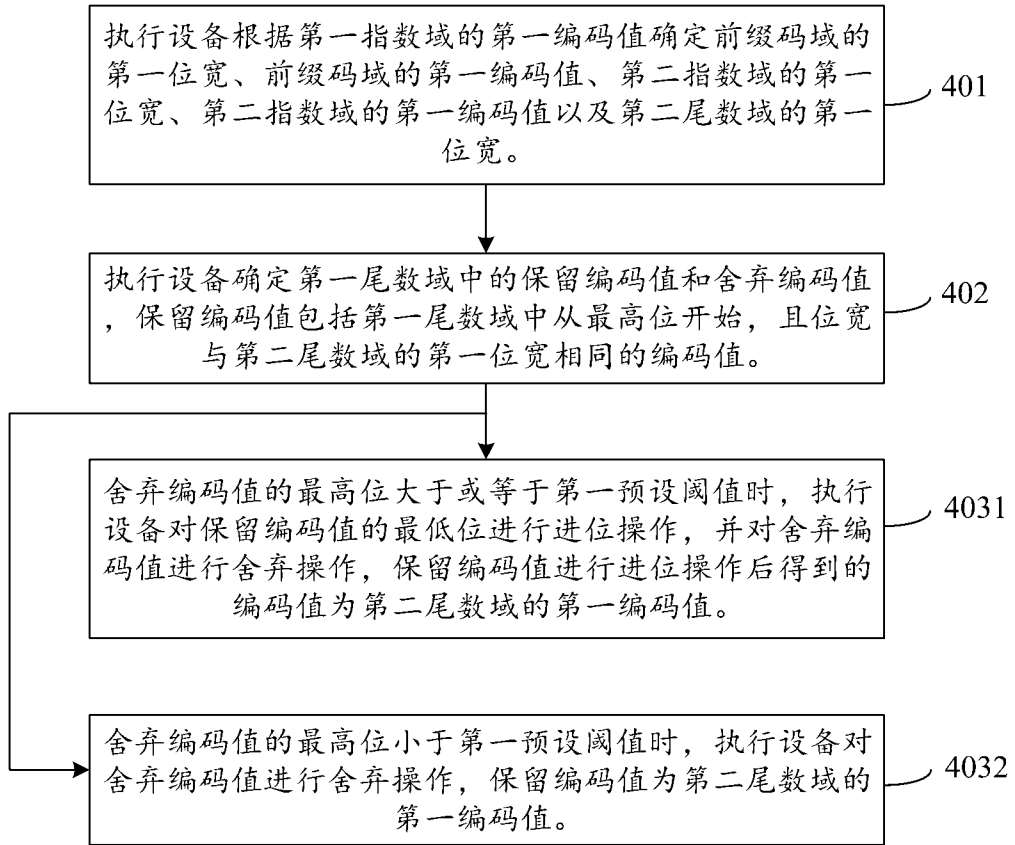 执行设备根据第一指数域的第一编码值确定前缀码域的
第一位宽、前缀码域的第一编码值、第二指数域的第一
位宽、第二指数域的第一编码值以及第二尾数域的第一
位宽。
401
执行设备确定第一尾数域中的保留编码值和舍弃编码值
，保留编码值包括第一尾数域中从最高位开始，且位宽
与第二尾数域的第一位宽相同的编码值。
402
舍弃编码值的最高位大于或等于第一预设阈值时，执行
设备对保留编码值的最低位进行进位操作，并对舍弃编
码值进行舍弃操作，保留编码值进行进位操作后得到的
编码值为第二尾数域的第一编码值。
4031
舍弃编码值的最高位小于第一预设阈值时，执行设备对
舍弃编码值进行舍弃操作，保留编码值为第二尾数域的
第一编码值。
4032